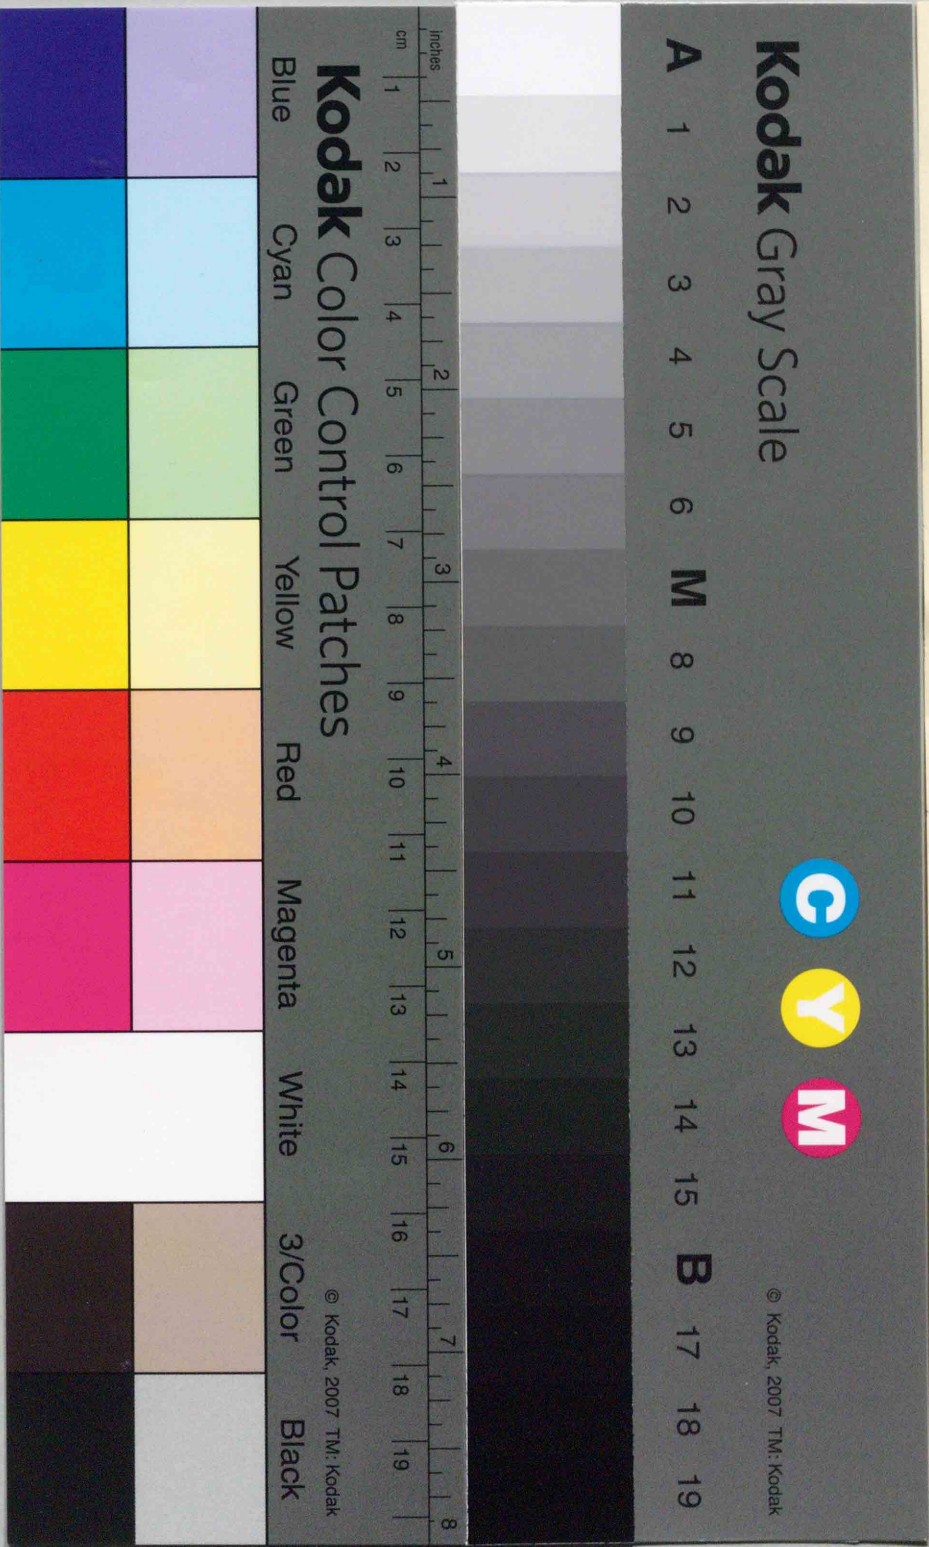 Kodak Gray Scale
C Y M
A 1 2 3 4 5 6 M 8 9 10 11 12 13 14 15 B 17 18 19
© Kodak, 2007 TM: Kodak
inches 1 2 3 4 5 6 7 8
cm 1 2 3 4 5 6 7 8 9 10 11 12 13 14 15 16 17 18 19
Kodak Color Control Patches
© Kodak, 2007 TM: Kodak
Blue Cyan Green Yellow Red Magenta White 3/Color Black